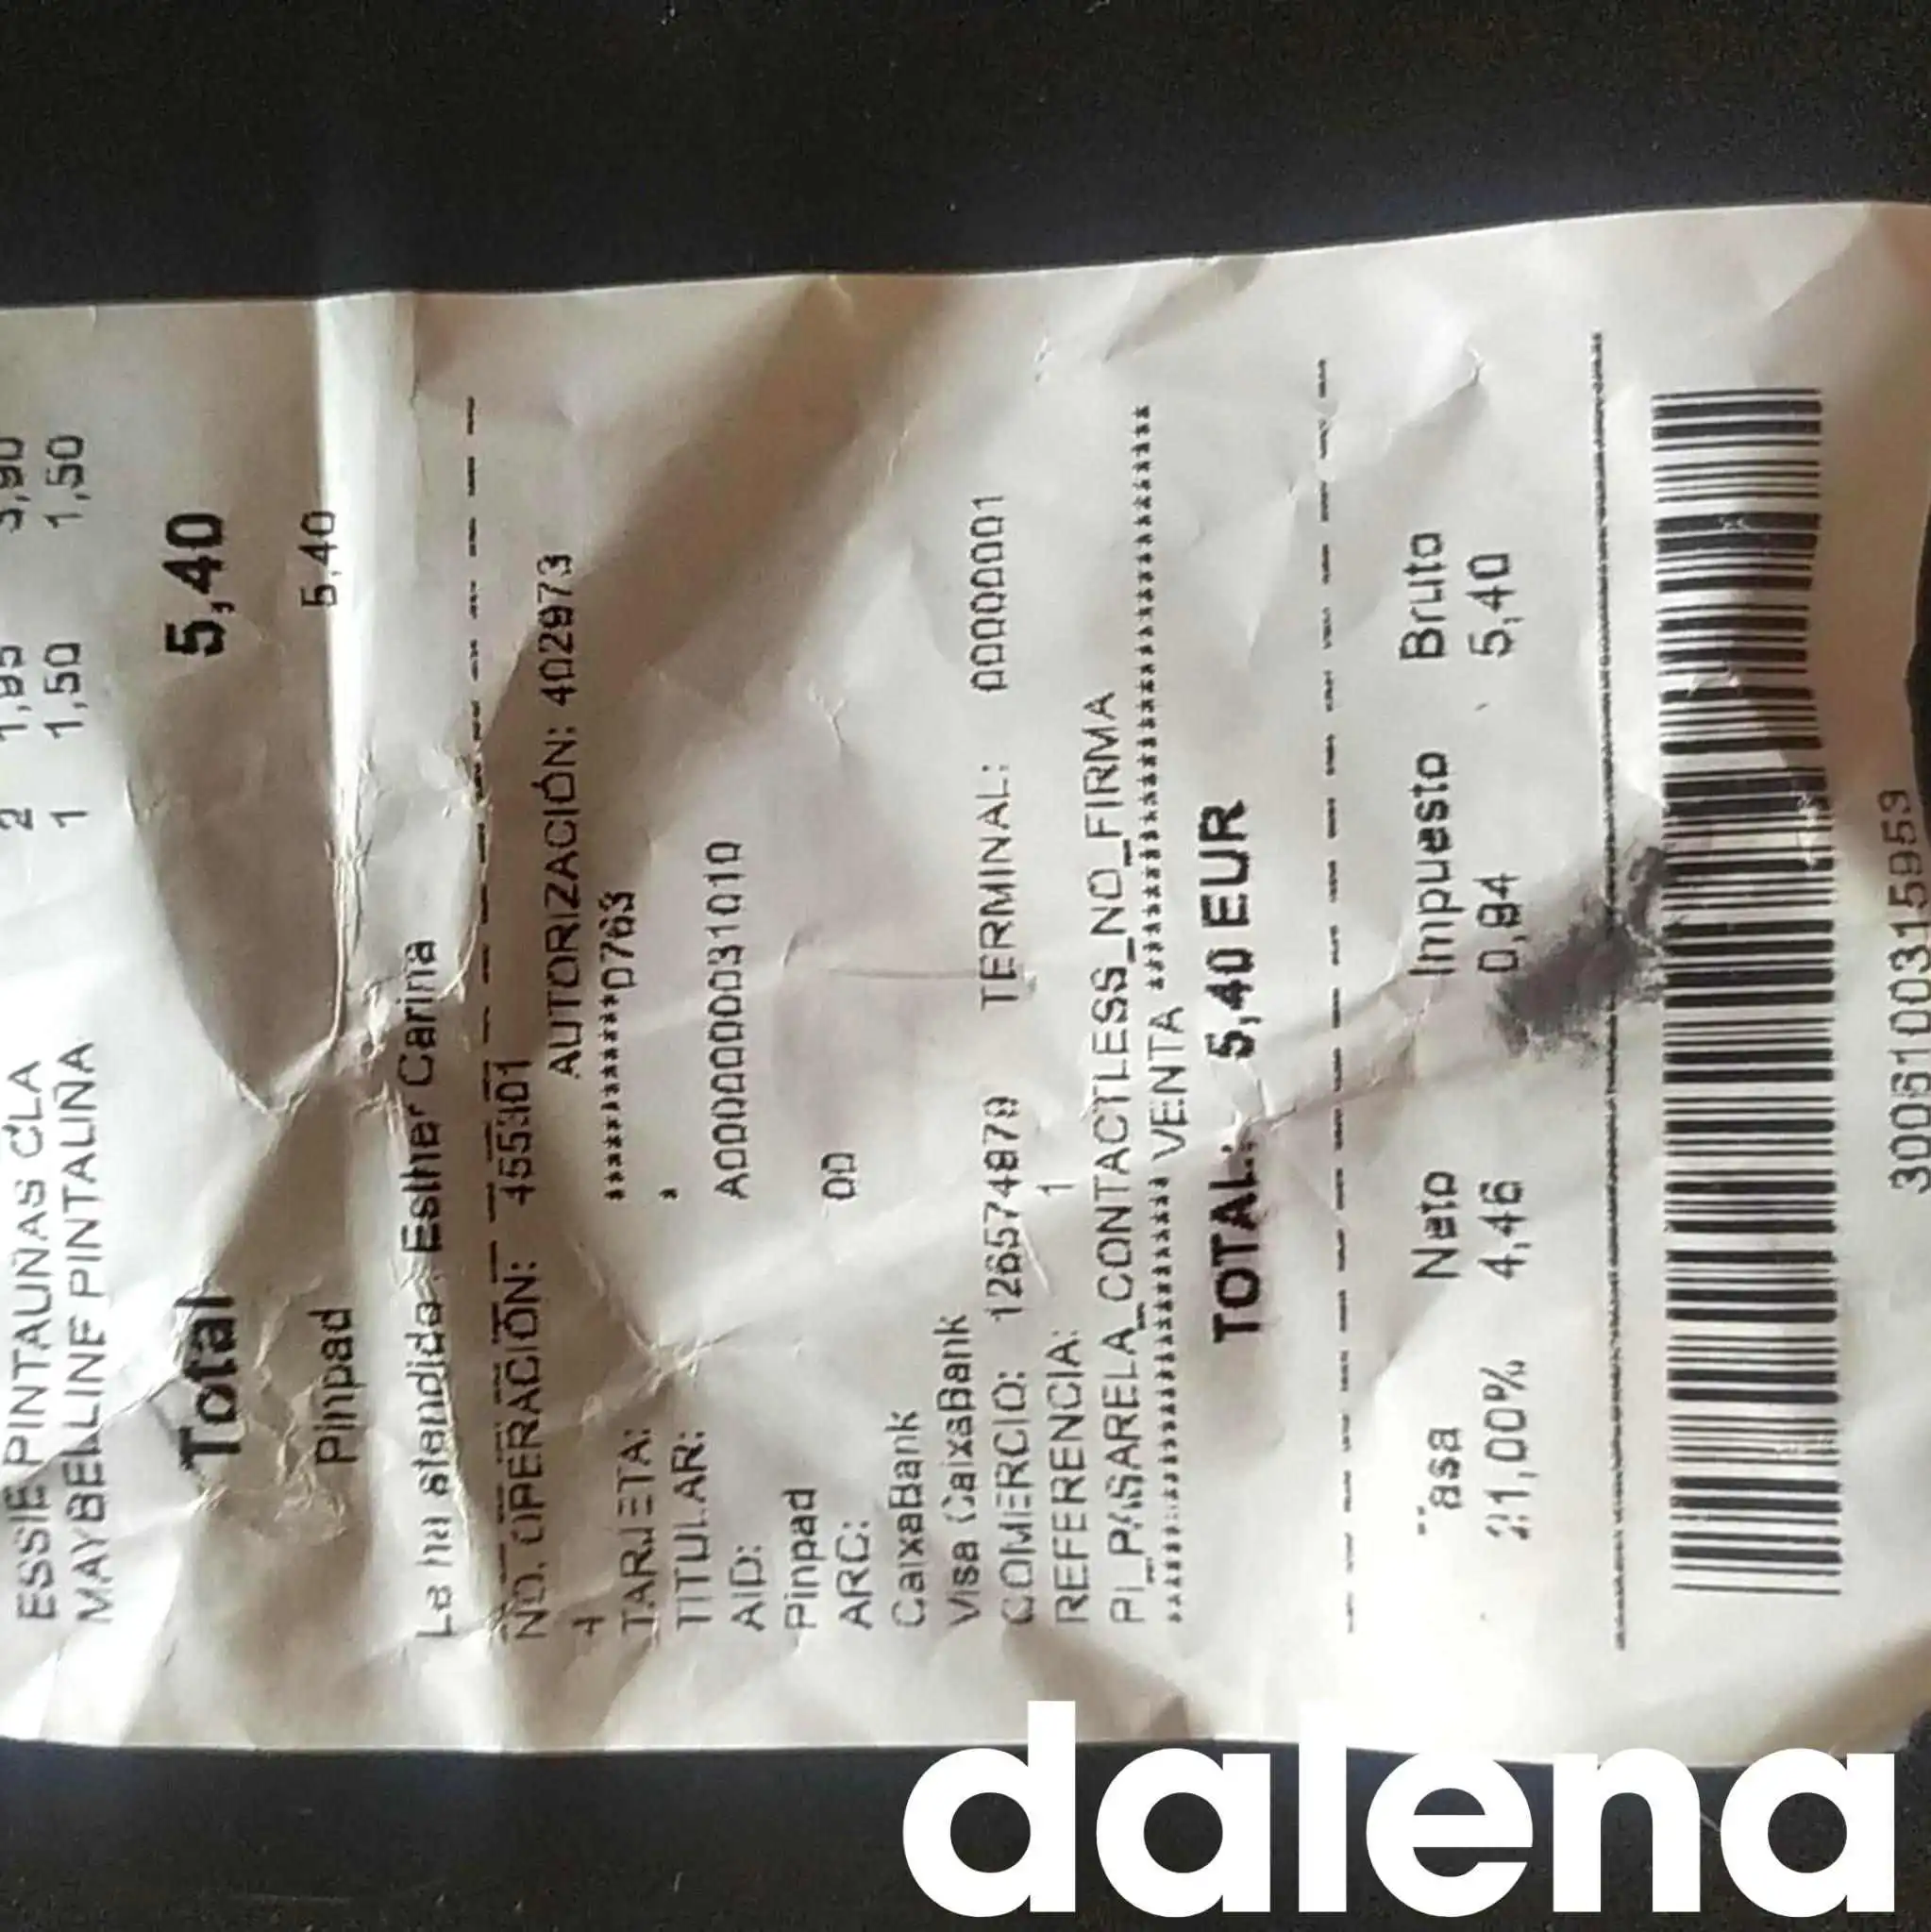 ESSIE PINTAUÑAS CLA 2 1,95 3,90
MAYBELLINE PINTAUÑA 1 1,50 1,50
Total 5,40
Pinpad 5,40
Le ha atendido Esther Carina
NO. OPERACIÓN: 455301
AUTORIZACIÓN: 402973
4
TARJETA: ************0763
TITULAR: *
AID: A0000000031010
Pinpad
ARC: 00
CaixaBank
Visa CaixaBank
COMERCIO: 126574879 TERMINAL: 00000001
REFERENCIA: 1
PI_PASARELA_CONTACTLESS_NO_FIRMA
VENTA
TOTAL: 5,40 EUR
Tasa Neto Impuesto Bruto
21,00% 4,46 0,94 5,40
3006100315953
dalena